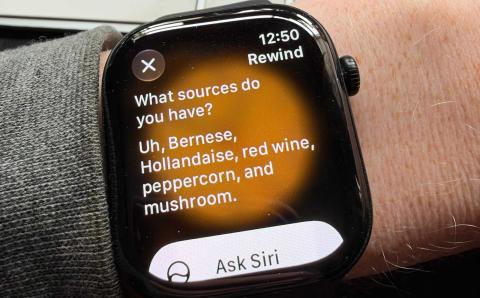 12:50
Rewind
What sources do
you have?
Uh, Bernese,
Hollandaise, red wine,
peppercorn, and
mushroom.
Ask Siri